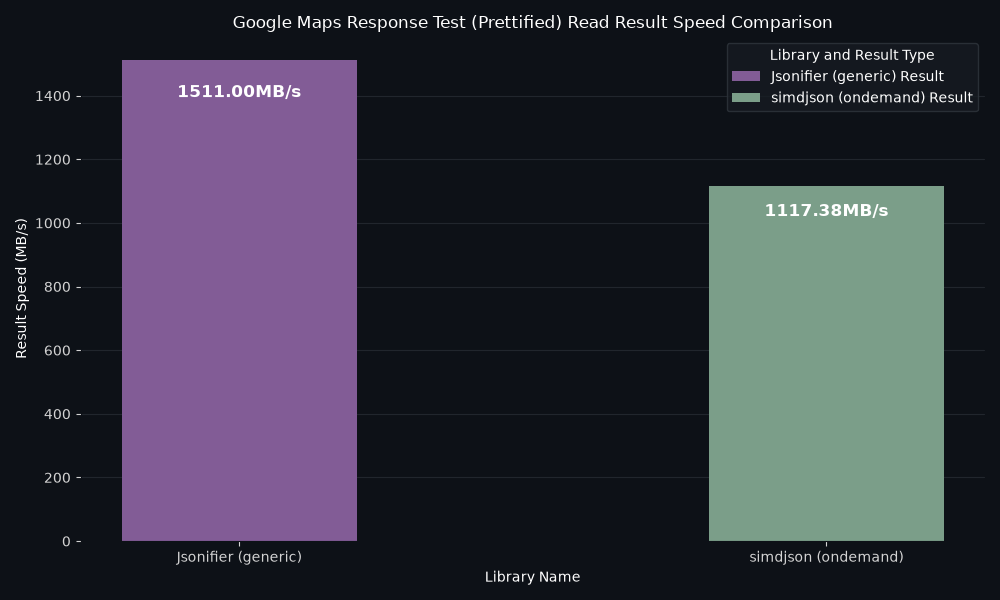 Google Maps Response Test (Prettified) Read Result Speed Comparison
Library and Result Type
Jsonifier (generic) Result
simdjson (ondemand) Result
1511.00MB/s
1117.38MB/s
Result Speed (MB/s)
1400
1200
1000
800
600
400
200
0
Jsonifier (generic)
simdjson (ondemand)
Library Name